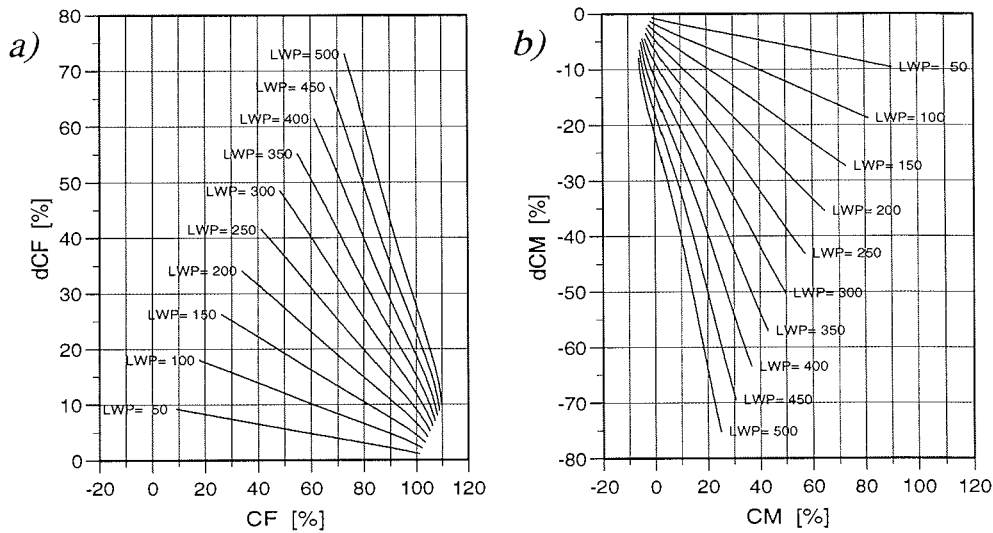 a)
80
70
60
50
40
30
20
10
0
dCF [%]
LWP= 500
LWP= 450
LWP= 400
LWP= 350
LWP= 300
LWP= 250
LWP= 200
LWP= 150
LWP= 100
LWP= 50
-20 0 20 40 60 80 100 120
CF [%]
b)
0
-10
-20
-30
-40
-50
-60
-70
-80
dCM [%]
LWP= 50
LWP= 100
LWP= 150
LWP= 200
LWP= 250
LWP= 300
LWP= 350
LWP= 400
LWP= 450
LWP= 500
-20 0 20 40 60 80 100 120
CM [%]